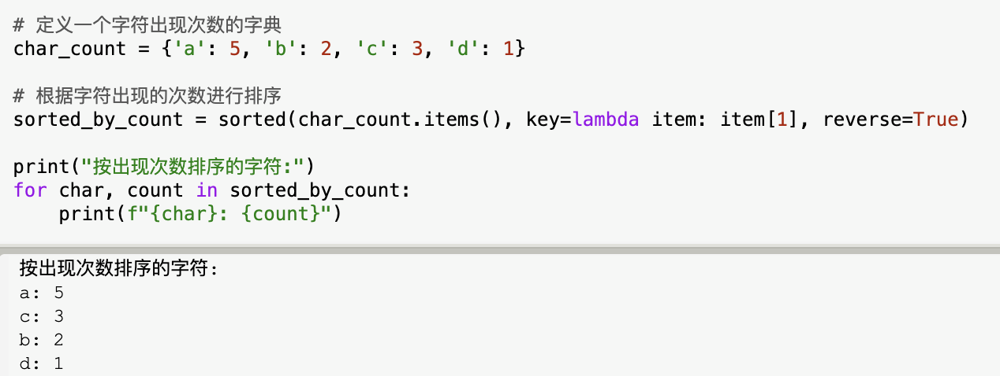 # 定义一个字符出现次数的字典
char_count = {'a': 5, 'b': 2, 'c': 3, 'd': 1}
# 根据字符出现的次数进行排序
sorted_by_count = sorted(char_count.items(), key=lambda item: item[1], reverse=True)
print("按出现次数排序的字符:")
for char, count in sorted_by_count:
    print(f"{char}: {count}")
按出现次数排序的字符:
a: 5
c: 3
b: 2
d: 1